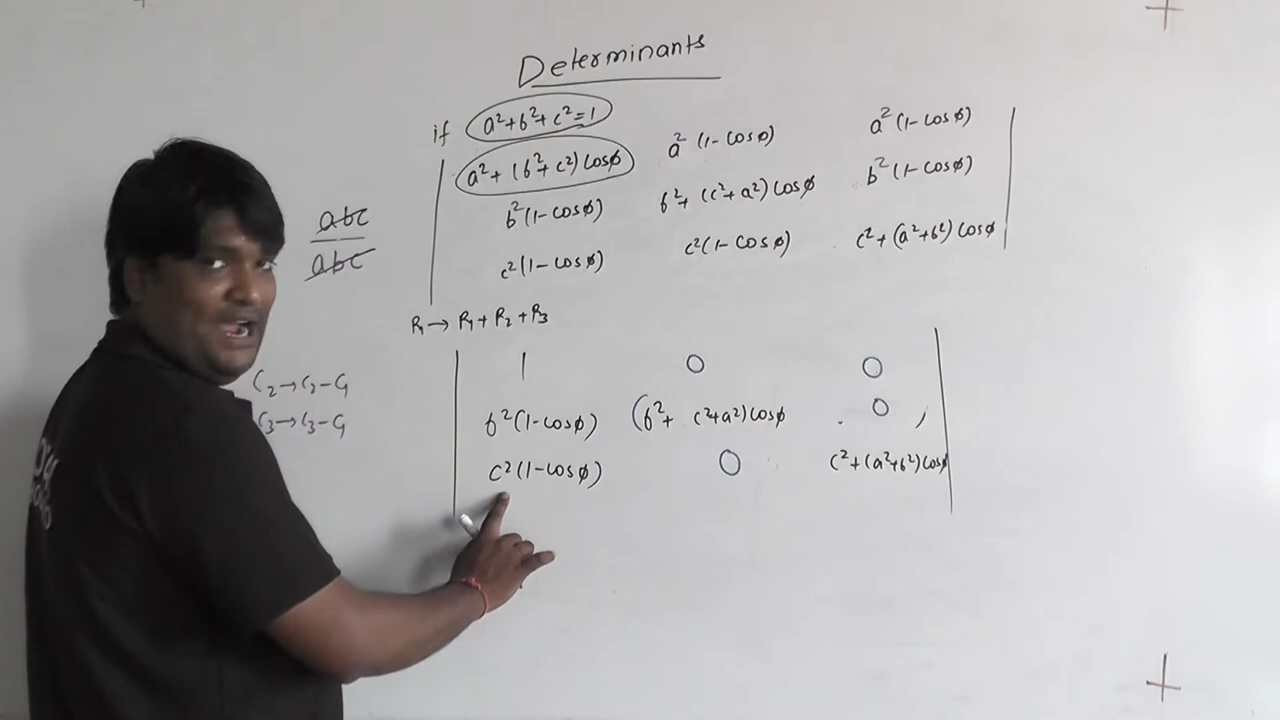 Determinants
if a²+b²+c²=1
a²+(b²+c²)cosϕ a²(1-cosϕ) a²(1-cosϕ)
b²(1-cosϕ) b²+(c²+a²)cosϕ b²(1-cosϕ)
c²(1-cosϕ) c²(1-cosϕ) c²+(a²+b²)cosϕ
abc
abc
R₁→R₁+R₂+R₃
C₂→C₂-C₁
C₃→C₃-C₁
1 0 0
b²(1-cosϕ) (b²+ c²+a²)cosϕ 0 ,
c²(1-cosϕ) 0 c²+(a²+b²)cosϕ